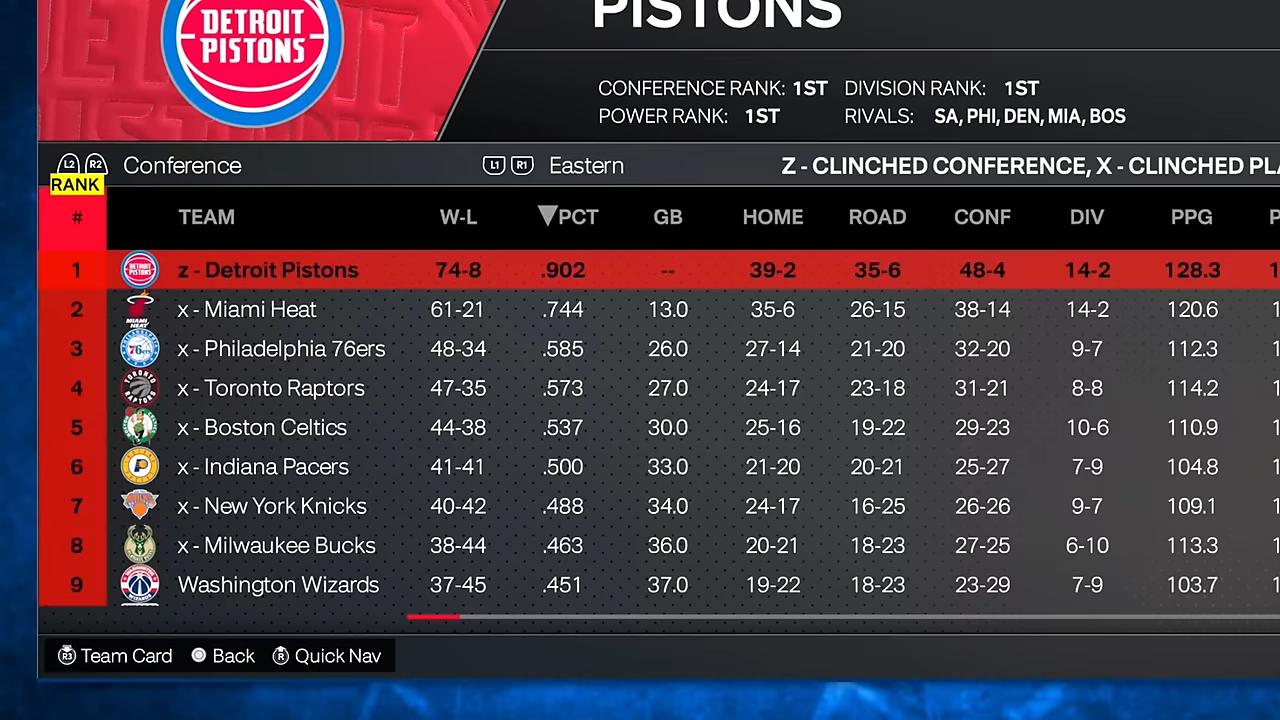 DETROIT
PISTONS
PISTONS
CONFERENCE RANK: 1ST DIVISION RANK: 1ST
POWER RANK: 1ST RIVALS: SA, PHI, DEN, MIA, BOS
L2 R2 Conference L1 R1 Eastern Z - CLINCHED CONFERENCE, X - CLINCHED PL
RANK
# TEAM W-L ▼PCT GB HOME ROAD CONF DIV PPG
1 z - Detroit Pistons 74-8 .902 -- 39-2 35-6 48-4 14-2 128.3
2 x - Miami Heat 61-21 .744 13.0 35-6 26-15 38-14 14-2 120.6
3 x - Philadelphia 76ers 48-34 .585 26.0 27-14 21-20 32-20 9-7 112.3
4 x - Toronto Raptors 47-35 .573 27.0 24-17 23-18 31-21 8-8 114.2
5 x - Boston Celtics 44-38 .537 30.0 25-16 19-22 29-23 10-6 110.9
6 x - Indiana Pacers 41-41 .500 33.0 21-20 20-21 25-27 7-9 104.8
7 x - New York Knicks 40-42 .488 34.0 24-17 16-25 26-26 9-7 109.1
8 x - Milwaukee Bucks 38-44 .463 36.0 20-21 18-23 27-25 6-10 113.3
9 Washington Wizards 37-45 .451 37.0 19-22 18-23 23-29 7-9 103.7
R3 Team Card Back R Quick Nav